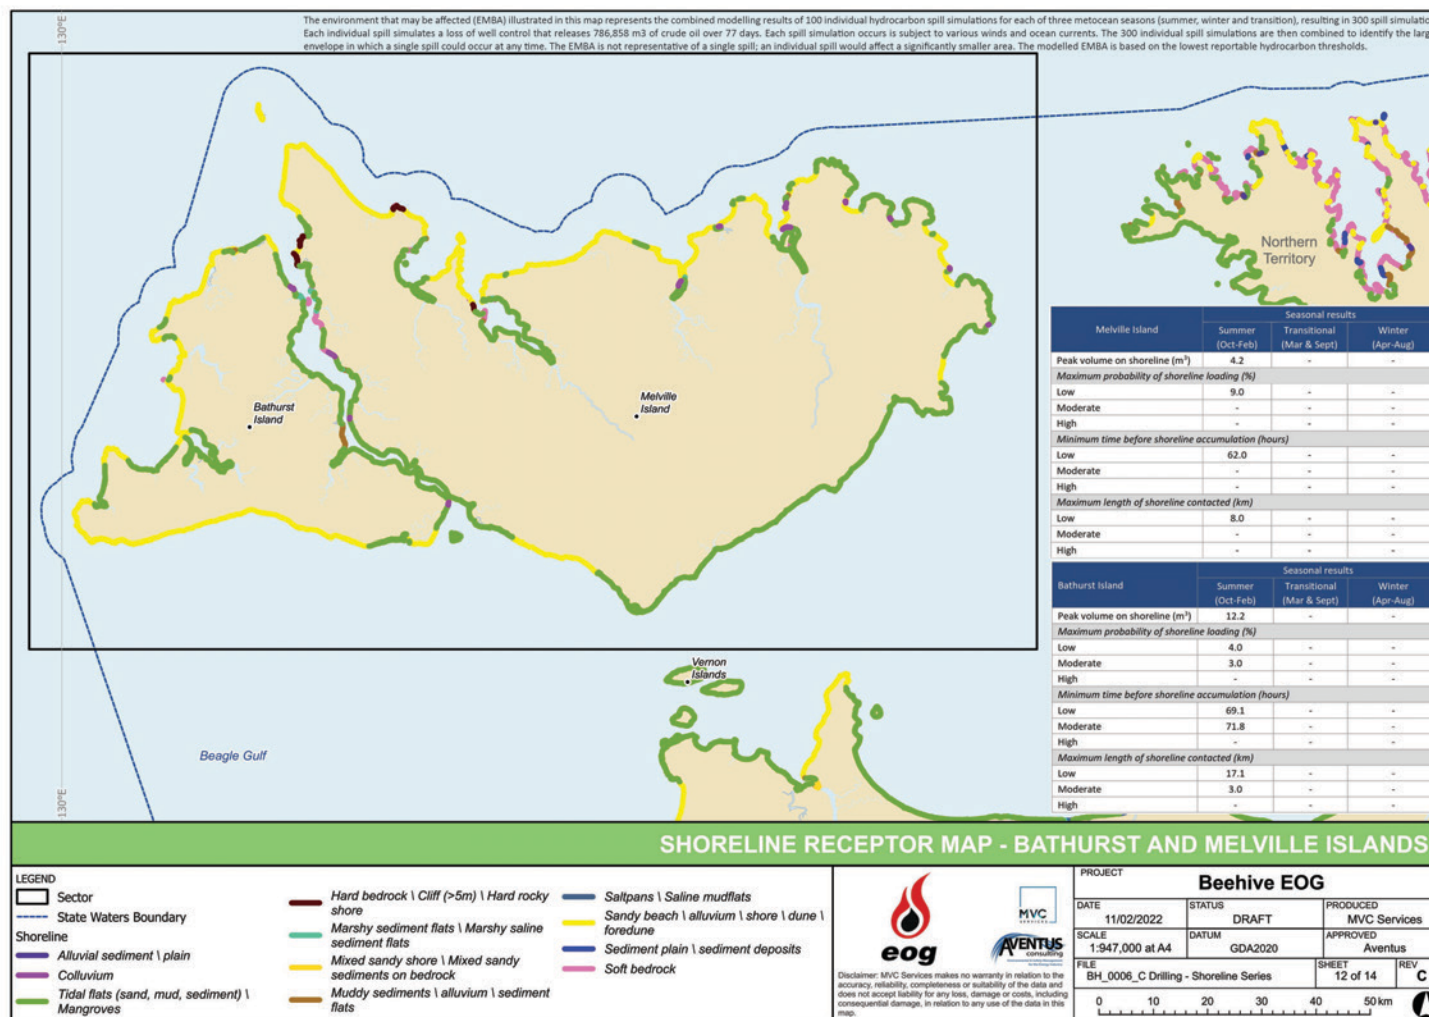 The environment that may be affected (EMBA) illustrated in this map represents the combined modelling results of 100 individual hydrocarbon spill simulations for each of three metocean seasons (summer, winter and transition), resulting in 300 spill simulatio
Each individual spill simulates a loss of well control that releases 786,858 m3 of crude oil over 77 days. Each spill simulation occurs is subject to various winds and ocean currents. The 300 individual spill simulations are then combined to identify the larg
envelope in which a single spill could occur at any time. The EMBA is not representative of a single spill; an individual spill would affect a significantly smaller area. The modelled EMBA is based on the lowest reportable hydrocarbon thresholds.
130°E
Northern
Territory
Bathurst
Island
Melville
Island
Vernon
Islands
Beagle Gulf
130°E
Melville Island Seasonal results
Summer (Oct-Feb) Transitional (Mar & Sept) Winter (Apr-Aug)
Peak volume on shoreline (m³) 4.2 - -
Maximum probability of shoreline loading (%)
Low 9.0 - -
Moderate - - -
High - - -
Minimum time before shoreline accumulation (hours)
Low 62.0 - -
Moderate - - -
High - - -
Maximum length of shoreline contacted (km)
Low 8.0 - -
Moderate - - -
High - - -
Bathurst Island Seasonal results
Summer (Oct-Feb) Transitional (Mar & Sept) Winter (Apr-Aug)
Peak volume on shoreline (m³) 12.2 - -
Maximum probability of shoreline loading (%)
Low 4.0 - -
Moderate 3.0 - -
High - - -
Minimum time before shoreline accumulation (hours)
Low 69.1 - -
Moderate 71.8 - -
High - - -
Maximum length of shoreline contacted (km)
Low 17.1 - -
Moderate 3.0 - -
High - - -
SHORELINE RECEPTOR MAP - BATHURST AND MELVILLE ISLANDS
LEGEND
Sector
State Waters Boundary
Shoreline
Alluvial sediment \ plain
Colluvium
Tidal flats (sand, mud, sediment) \
Mangroves
Hard bedrock \ Cliff (>5m) \ Hard rocky
shore
Marshy sediment flats \ Marshy saline
sediment flats
Mixed sandy shore \ Mixed sandy
sediments on bedrock
Muddy sediments \ alluvium \ sediment
flats
Saltpans \ Saline mudflats
Sandy beach \ alluvium \ shore \ dune \
foredune
Sediment plain \ sediment deposits
Soft bedrock
eog
MVC
SERVICES
AVENTUS
consulting
Disclaimer: MVC Services makes no warranty in relation to the
accuracy, reliability, completeness or suitability of the data and
does not accept liability for any loss, damage or costs, including
consequential damage, in relation to any use of the data in this
map.
PROJECT
Beehive EOG
DATE STATUS PRODUCED
11/02/2022 DRAFT MVC Services
SCALE DATUM APPROVED
1:947,000 at A4 GDA2020 Aventus
FILE SHEET REV
BH_0006_C Drilling - Shoreline Series 12 of 14 C
0 10 20 30 40 50 km